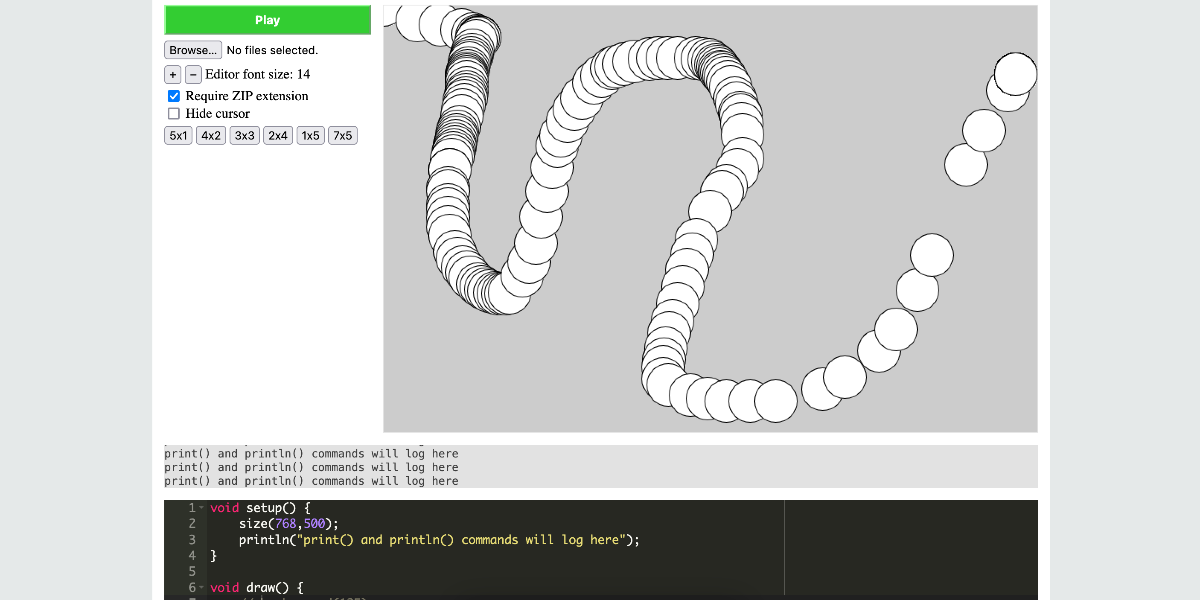 Play
Browse... No files selected.
+ − Editor font size: 14
Require ZIP extension
Hide cursor
5x1 4x2 3x3 2x4 1x5 7x5
print() and println() commands will log here
print() and println() commands will log here
print() and println() commands will log here
1 void setup() {
2 size(768,500);
3 println("print() and println() commands will log here");
4 }
5
6 void draw() {